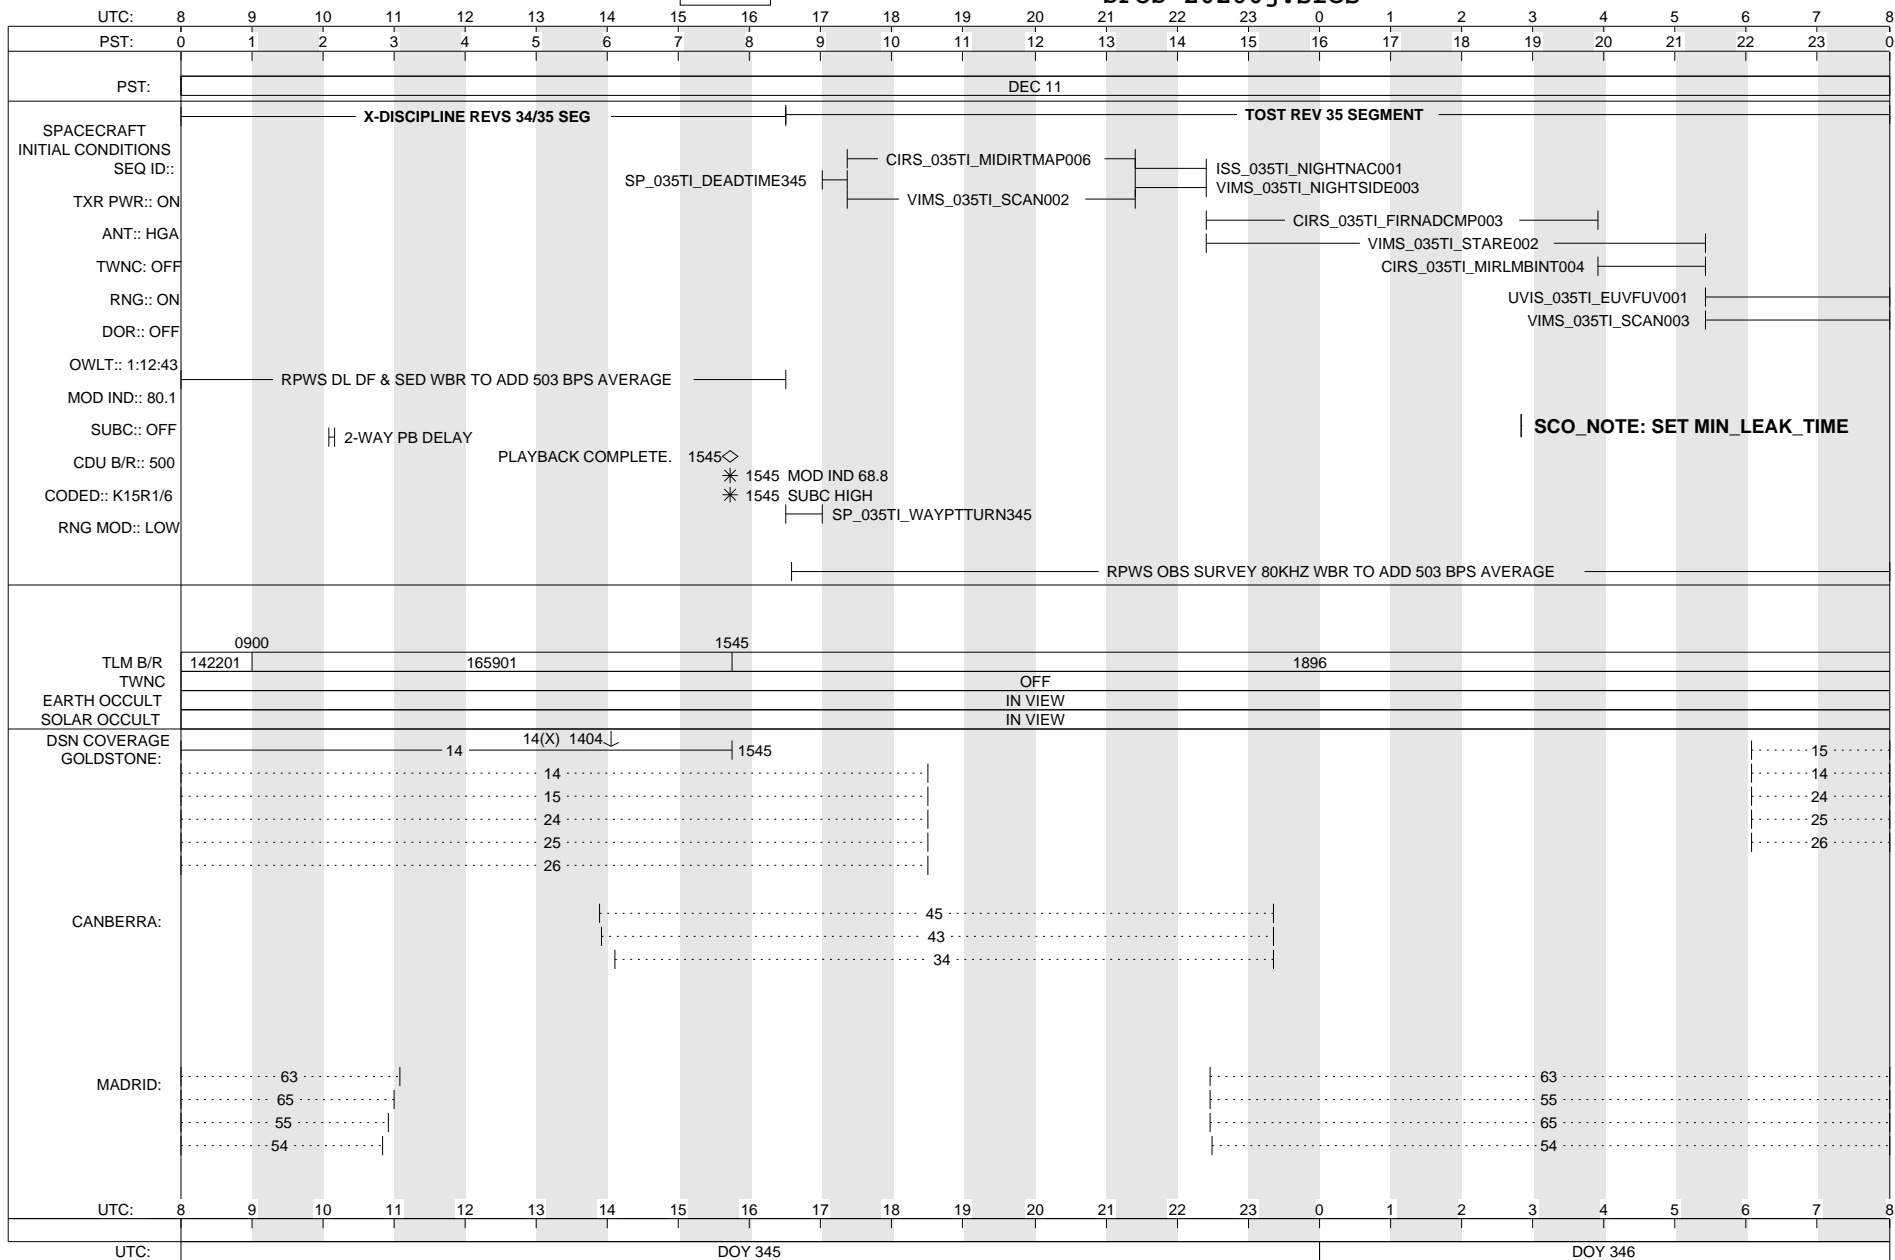 UTC: 8 9 10 11 12 13 14 15 16 17 18 19 20 21 22 23 0 1 2 3 4 5 6 7 8
PST: 0 1 2 3 4 5 6 7 8 9 10 11 12 13 14 15 16 17 18 19 20 21 22 23 0
PST: DEC 11
X-DISCIPLINE REVS 34/35 SEG TOST REV 35 SEGMENT
SPACECRAFT
INITIAL CONDITIONS
SEQ ID::
TXR PWR:: ON
ANT:: HGA
TWNC: OFF
RNG:: ON
DOR:: OFF
OWLT:: 1:12:43
MOD IND:: 80.1
SUBC:: OFF
CDU B/R:: 500
CODED:: K15R1/6
RNG MOD:: LOW
CIRS_035TI_MIDIRTMAP006
ISS_035TI_NIGHTNAC001
SP_035TI_DEADTIME345
VIMS_035TI_NIGHTSIDE003
VIMS_035TI_SCAN002
CIRS_035TI_FIRNADCMP003
VIMS_035TI_STARE002
CIRS_035TI_MIRLMBINT004
UVIS_035TI_EUVFUV001
VIMS_035TI_SCAN003
RPWS DL DF & SED WBR TO ADD 503 BPS AVERAGE
SCO_NOTE: SET MIN_LEAK_TIME
2-WAY PB DELAY
PLAYBACK COMPLETE. 1545
1545 MOD IND 68.8
1545 SUBC HIGH
SP_035TI_WAYPTTURN345
RPWS OBS SURVEY 80KHZ WBR TO ADD 503 BPS AVERAGE
0900 1545
TLM B/R 142201 165901 1896
TWNC OFF
EARTH OCCULT IN VIEW
SOLAR OCCULT IN VIEW
DSN COVERAGE
14(X) 1404
GOLDSTONE: 14 1545 15
14 14
15 24
24 25
25 26
26
CANBERRA: 45
43
34
MADRID: 63 63
65 55
55 65
54 54
UTC: 8 9 10 11 12 13 14 15 16 17 18 19 20 21 22 23 0 1 2 3 4 5 6 7 8
UTC: DOY 345 DOY 346